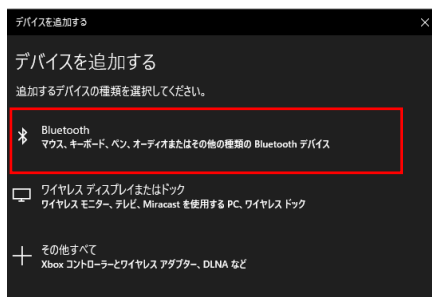 デバイスを追加する
デバイスを追加する
追加するデバイスの種類を選択してください。
Bluetooth
マウス、キーボード、ペン、オーディオまたはその他の種類の Bluetooth デバイス
ワイヤレス ディスプレイまたはドック
ワイヤレス モニター、テレビ、Miracast を使用する PC、ワイヤレス ドック
その他すべて
Xbox コントローラーとワイヤレス アダプター、DLNA など